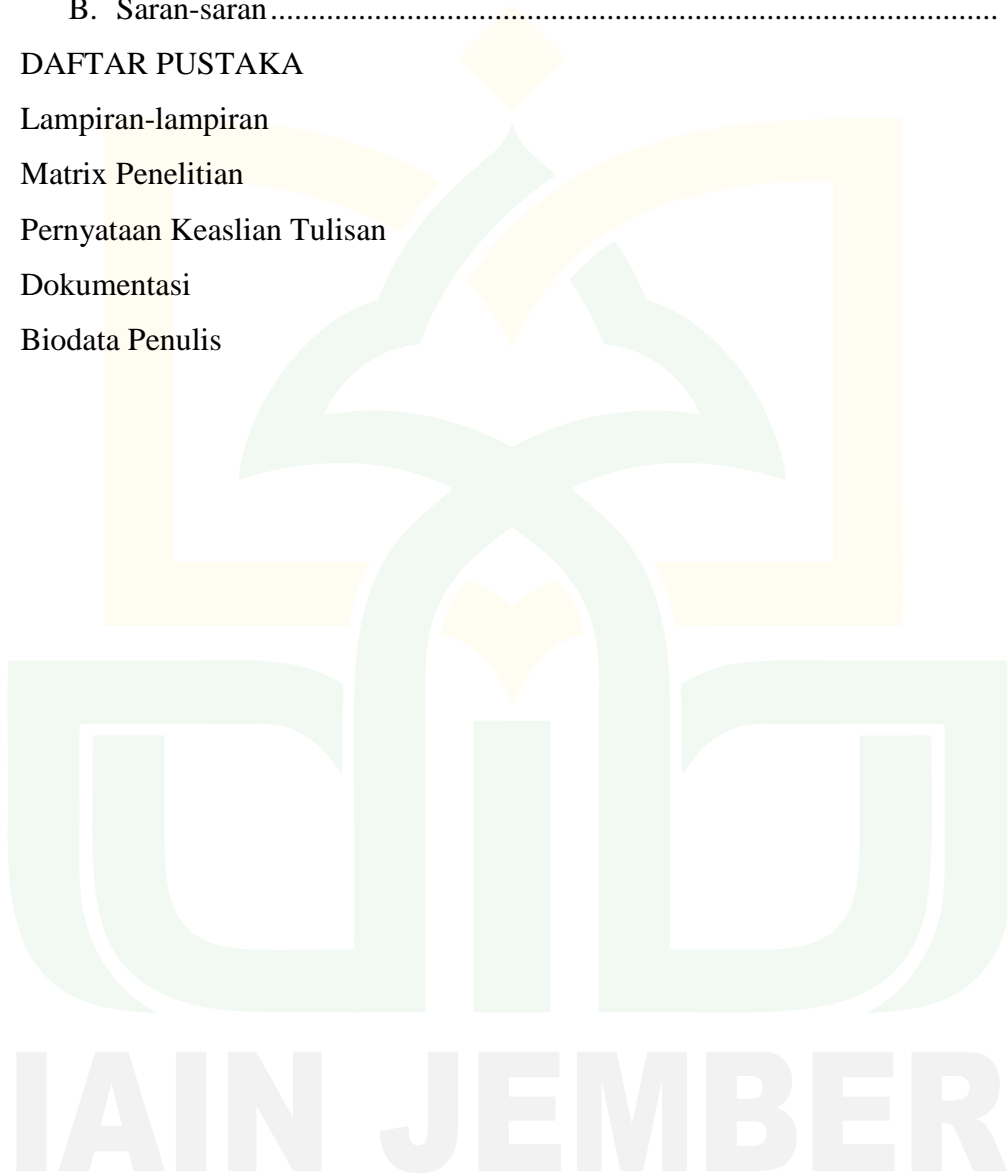 B. Saran-saran...........................................................................................
DAFTAR PUSTAKA
Lampiran-lampiran
Matrix Penelitian
Pernyataan Keaslian Tulisan
Dokumentasi
Biodata Penulis
IAIN JEMBER